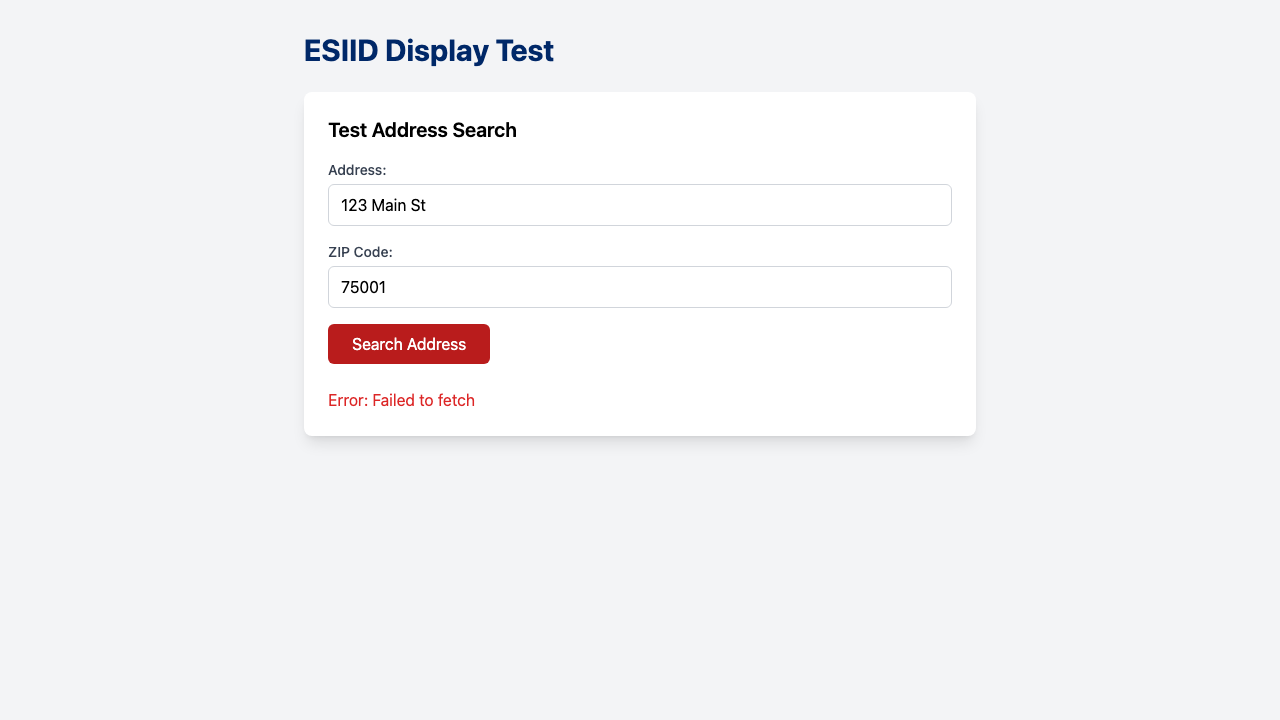 ESIID Display Test
Test Address Search
Address:
123 Main St
ZIP Code:
75001
Search Address
Error: Failed to fetch